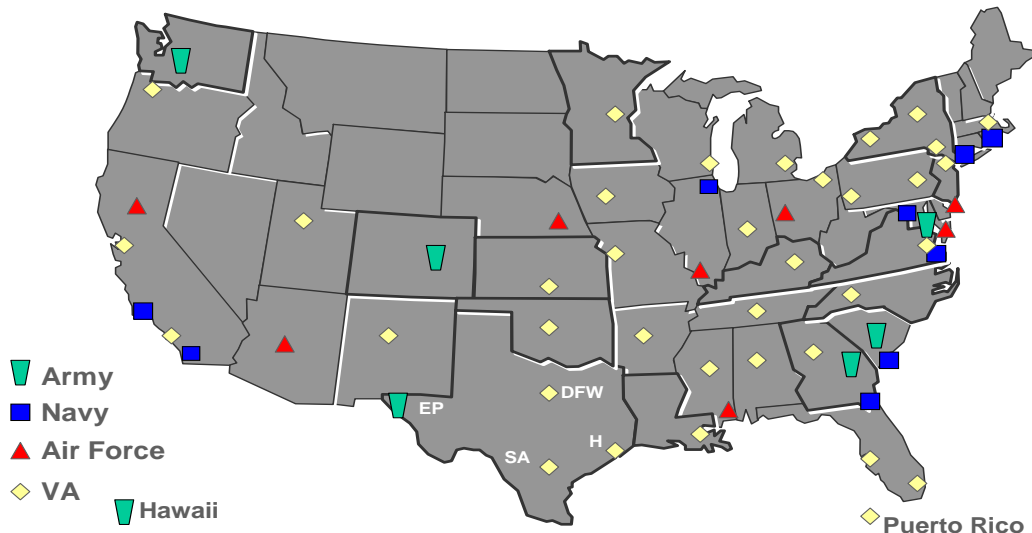 EP
DFW
H
SA
Army
Navy
Air Force
VA
Hawaii
Puerto Rico